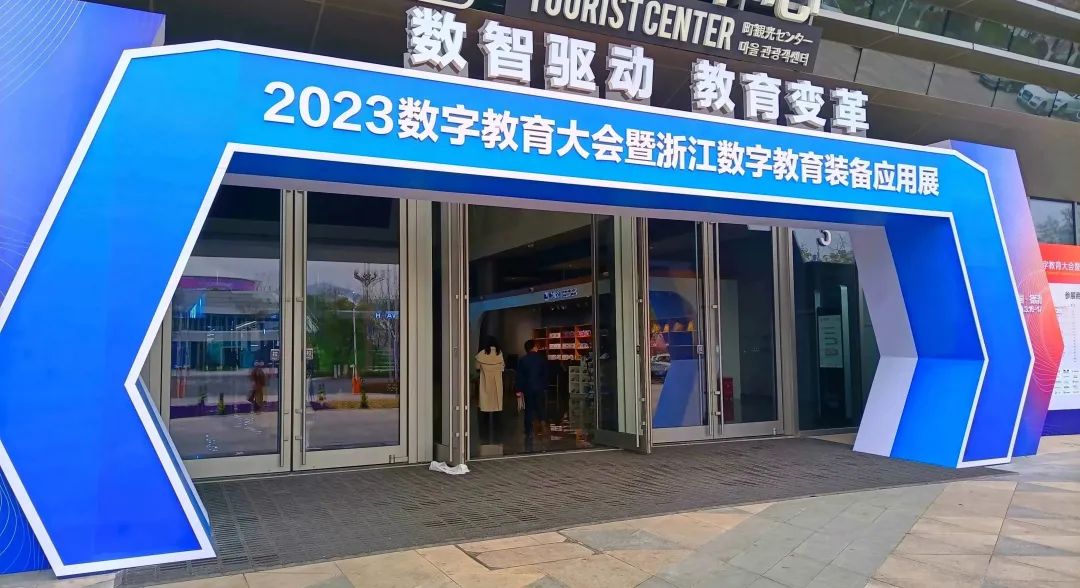 TOURIST CENTER
町観光センター
마을 관광객센터
数智驱动 教育变革
2023数字教育大会暨浙江数字教育装备应用展
5